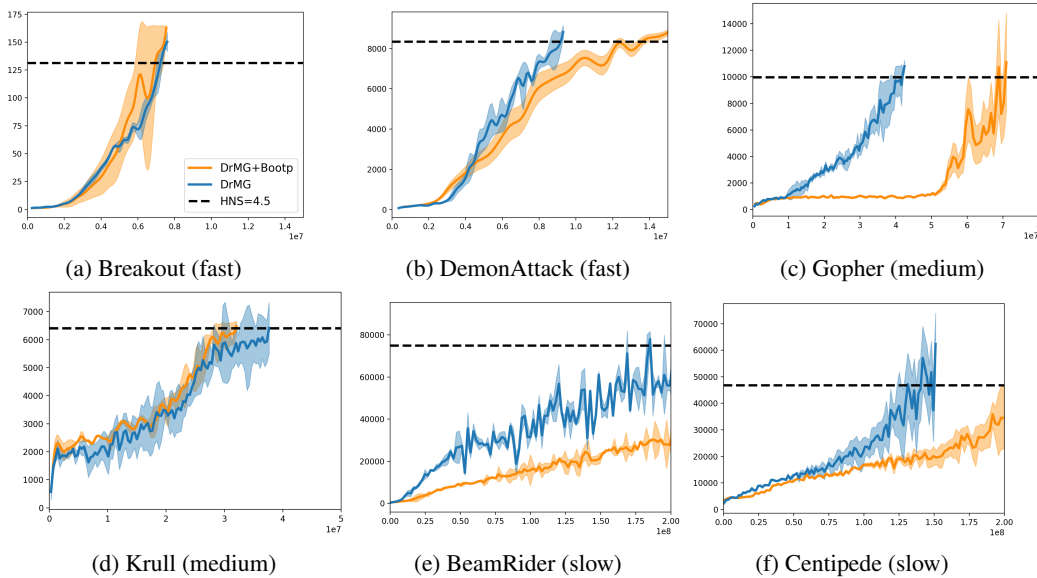 175
150
125
100
75
50
25
0
0.0 0.2 0.4 0.6 0.8 1.0 1.2 1.4
1e7
DrMG+Bootp
DrMG
HNS=4.5
(a) Breakout (fast)
8000
6000
4000
2000
0
0.0 0.2 0.4 0.6 0.8 1.0 1.2 1.4
1e7
(b) DemonAttack (fast)
14000
12000
10000
8000
6000
4000
2000
0
0 1 2 3 4 5 6 7
1e7
(c) Gopher (medium)
7000
6000
5000
4000
3000
2000
1000
0
0 1 2 3 4 5
1e7
(d) Krull (medium)
80000
60000
40000
20000
0
0.00 0.25 0.50 0.75 1.00 1.25 1.50 1.75 2.00
1e8
(e) BeamRider (slow)
70000
60000
50000
40000
30000
20000
10000
0
0.00 0.25 0.50 0.75 1.00 1.25 1.50 1.75 2.00
1e8
(f) Centipede (slow)